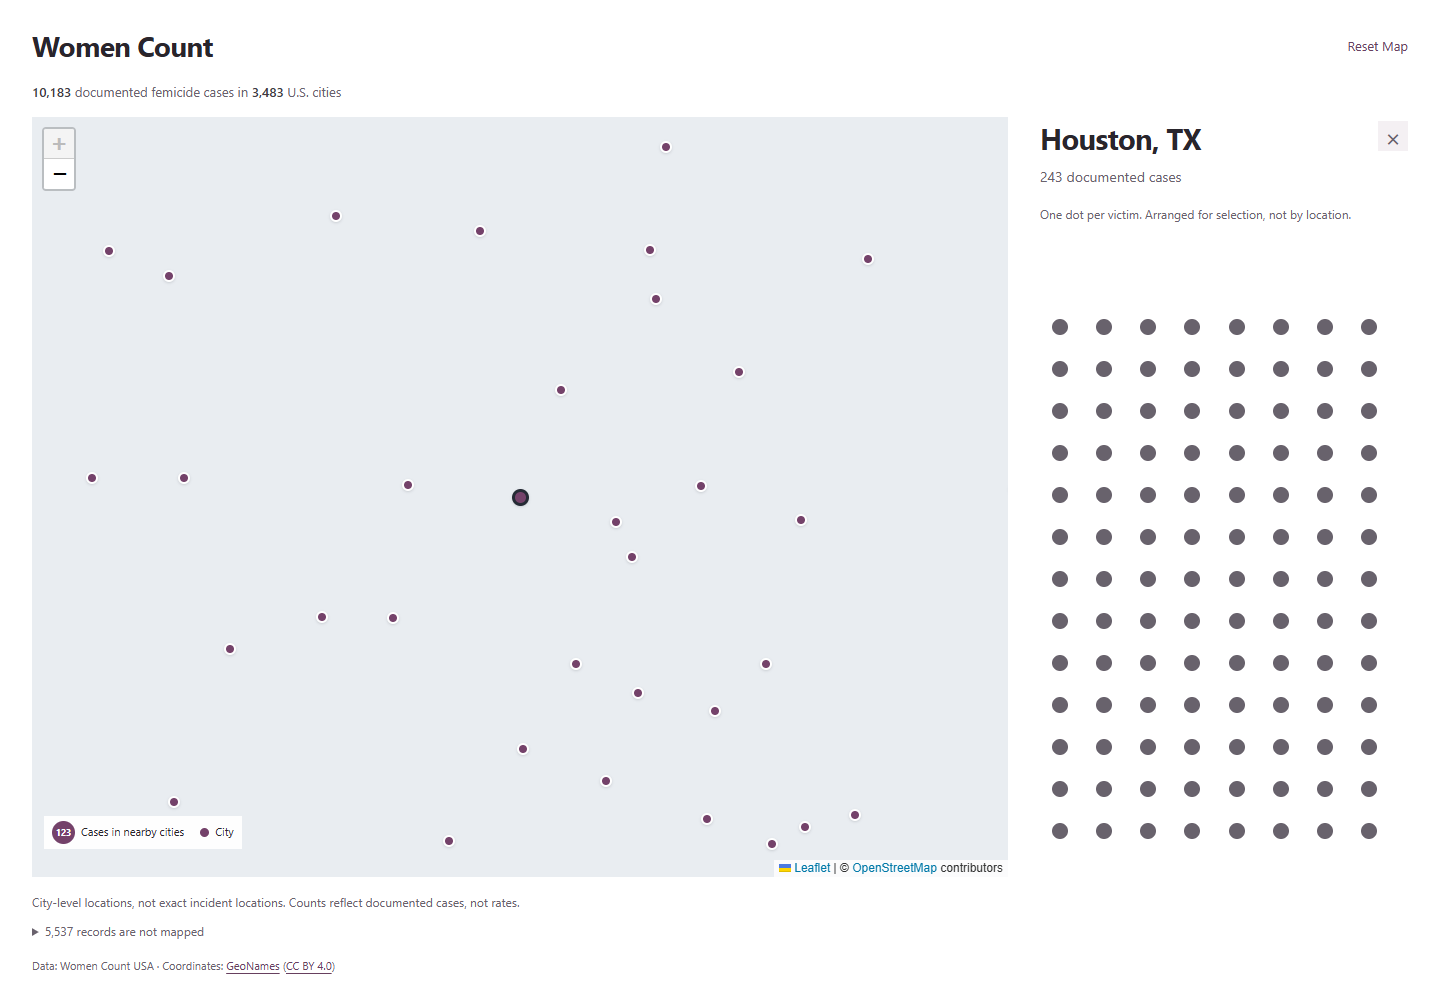 Women Count
Reset Map
10,183 documented femicide cases in 3,483 U.S. cities
+
−
Houston, TX
×
243 documented cases
One dot per victim. Arranged for selection, not by location.
123 Cases in nearby cities City
Leaflet | © OpenStreetMap contributors
City-level locations, not exact incident locations. Counts reflect documented cases, not rates.
5,537 records are not mapped
Data: Women Count USA · Coordinates: GeoNames (CC BY 4.0)